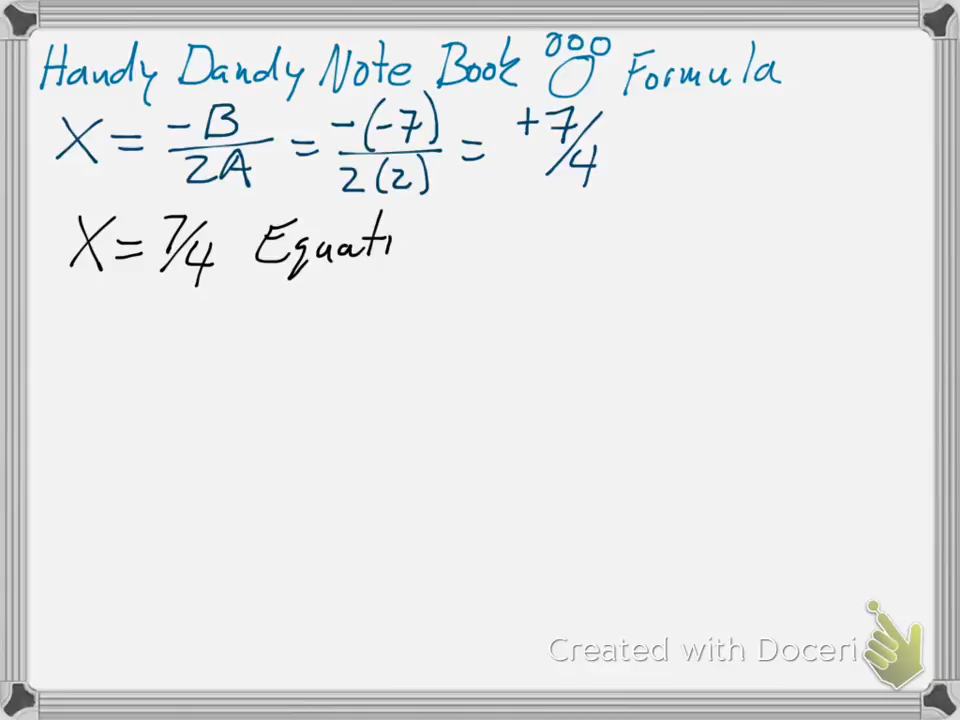 Handy Dandy Note Book Formula
X = -B/2A = -(-7)/2(2) = +7/4
X = 7/4 Equati
Created with Doceri